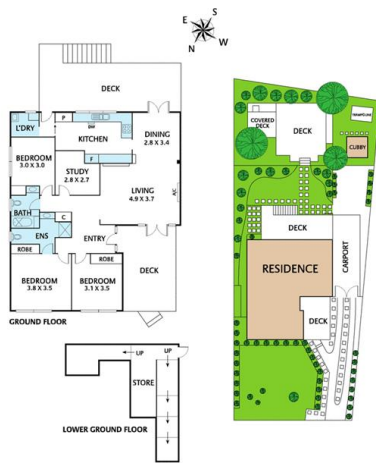 S
E
W
N
DECK
L'DRY
P
DW
KITCHEN
DINING
2.8 X 3.4
BEDROOM
3.0 X 3.0
F
STUDY
2.8 X 2.7
LIVING
4.9 X 3.7
A/C
BATH
C
ENS
ENTRY
ROBE
ROBE
BEDROOM
3.8 X 3.5
BEDROOM
3.1 X 3.5
DECK
GROUND FLOOR
UP
UP
STORE
LOWER GROUND FLOOR
COVERED
DECK
DECK
TRAMPOLINE
CUBBY
DECK
RESIDENCE
CARPORT
DECK